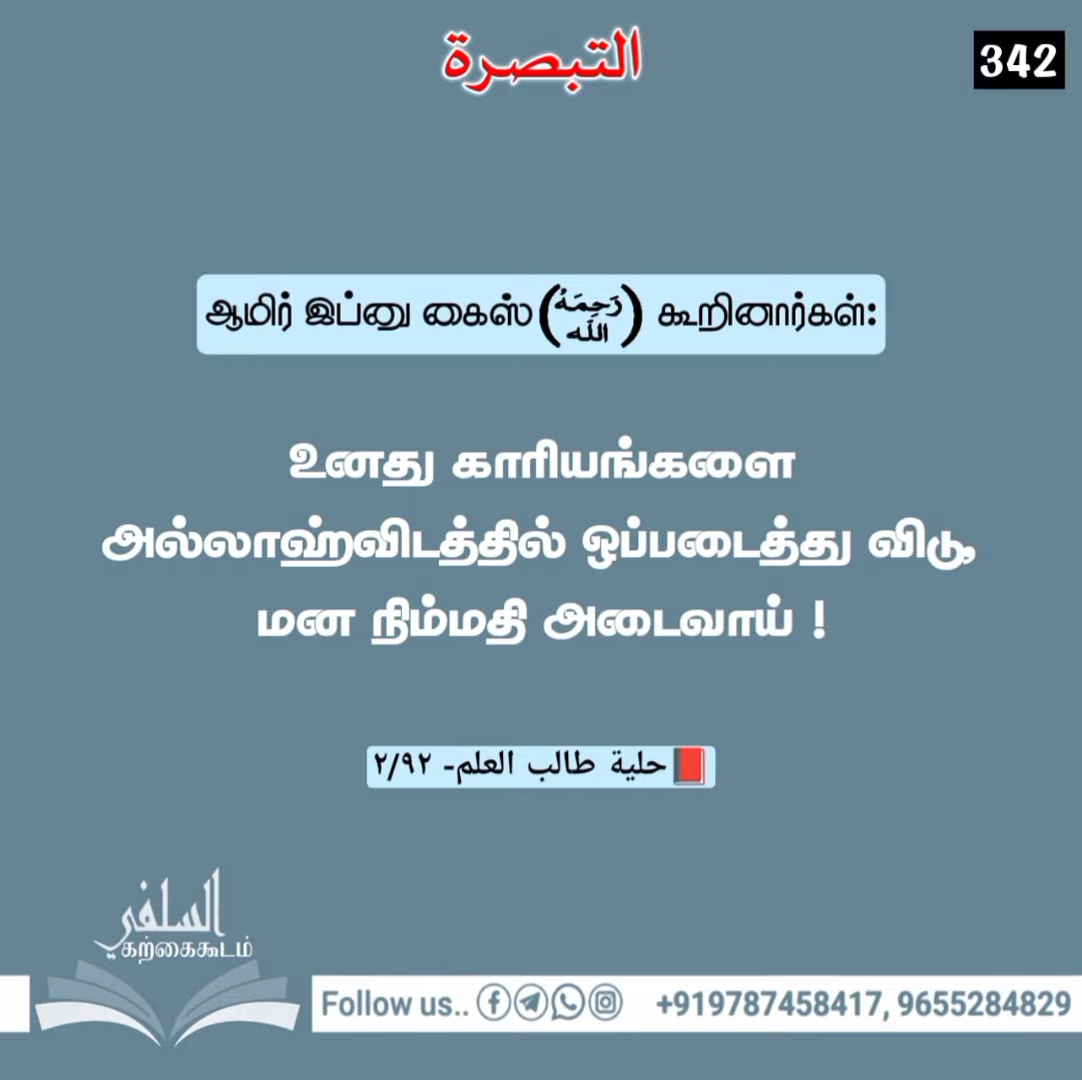 التبصرة
342
ஆமிர் இப்னு கைஸ் (رَحِمَهُ اللّٰه) கூறினார்கள்:
உனது காரியங்களை
அல்லாஹ்விடத்தில் ஒப்படைத்து விடு,
மன நிம்மதி அடைவாய் !
حلية طالب العلم- ٢/٩٢
السلفي
கற்கைகூடம்
Follow us.. +919787458417, 9655284829